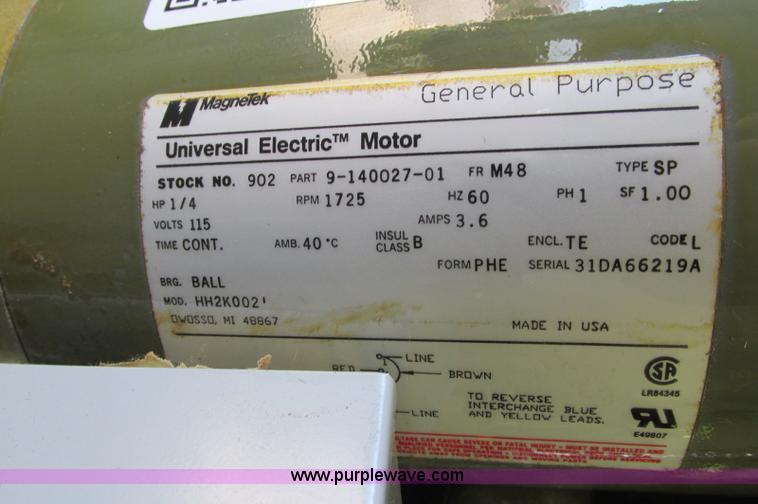 MagneTek
General Purpose
Universal Electric™ Motor
STOCK NO. 902 PART 9-140027-01 FR M48 TYPE SP
HP 1/4 RPM 1725 HZ 60 PH 1 SF 1.00
VOLTS 115 AMPS 3.6
TIME CONT. AMB. 40 °C INSUL CLASS B ENCL. TE CODE L
FORM PHE SERIAL 31DA66219A
BRG. BALL
MOD. HH2K002
OWOSSO, MI 48867
MADE IN USA
LINE
RED
BROWN
LINE
TO REVERSE
INTERCHANGE BLUE
AND YELLOW LEADS.
LR84345
E49807
www.purplewave.com